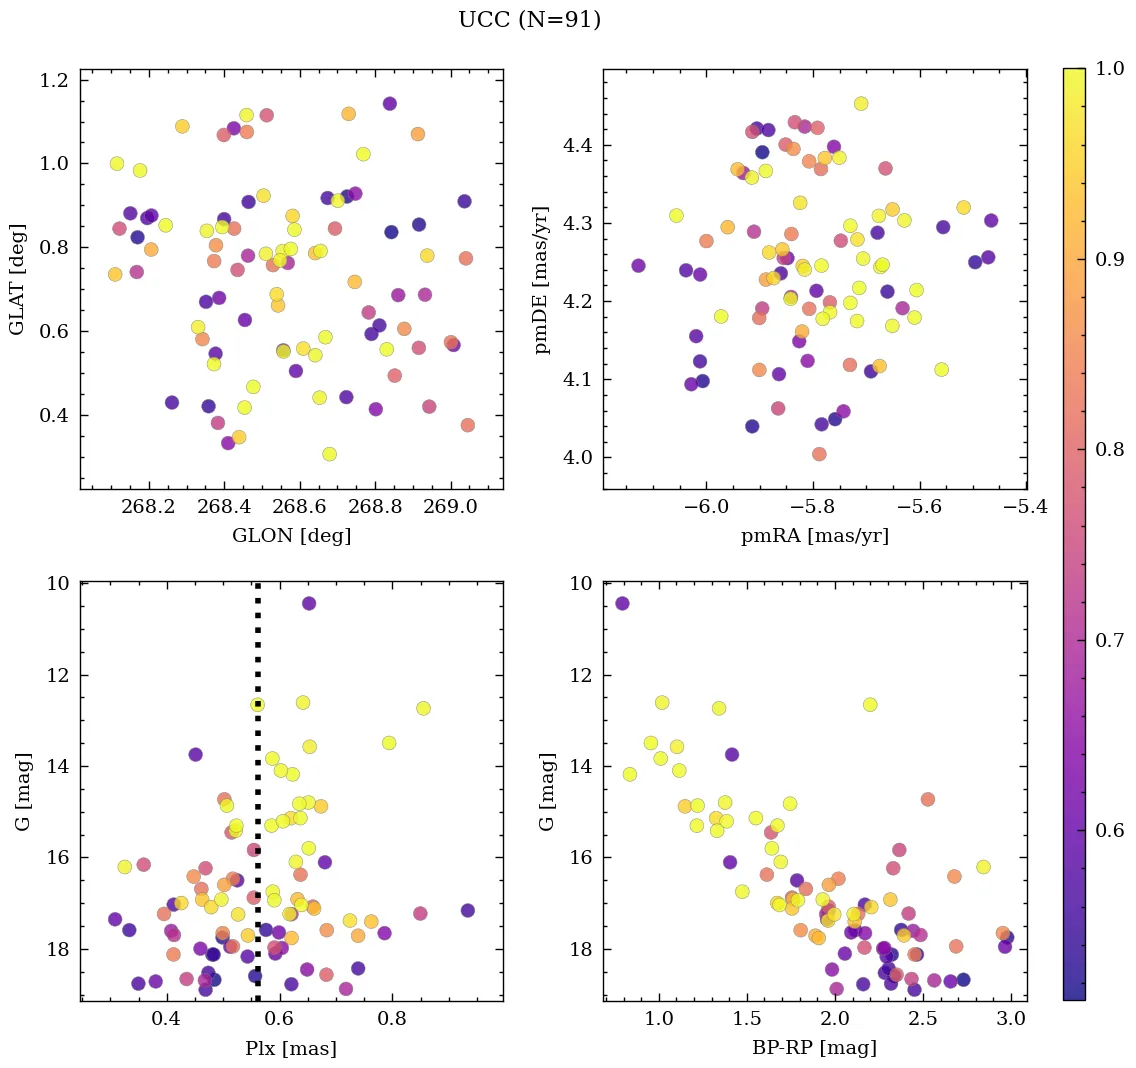 UCC (N=91)
1.2
1.0
0.8
0.6
0.4
GLAT [deg]
268.2 268.4 268.6 268.8 269.0
GLON [deg]
4.4
4.3
4.2
4.1
4.0
pmDE [mas/yr]
−6.0 −5.8 −5.6 −5.4
pmRA [mas/yr]
10
12
14
16
18
G [mag]
0.4 0.6 0.8
Plx [mas]
10
12
14
16
18
G [mag]
1.0 1.5 2.0 2.5 3.0
BP-RP [mag]
1.0
0.9
0.8
0.7
0.6